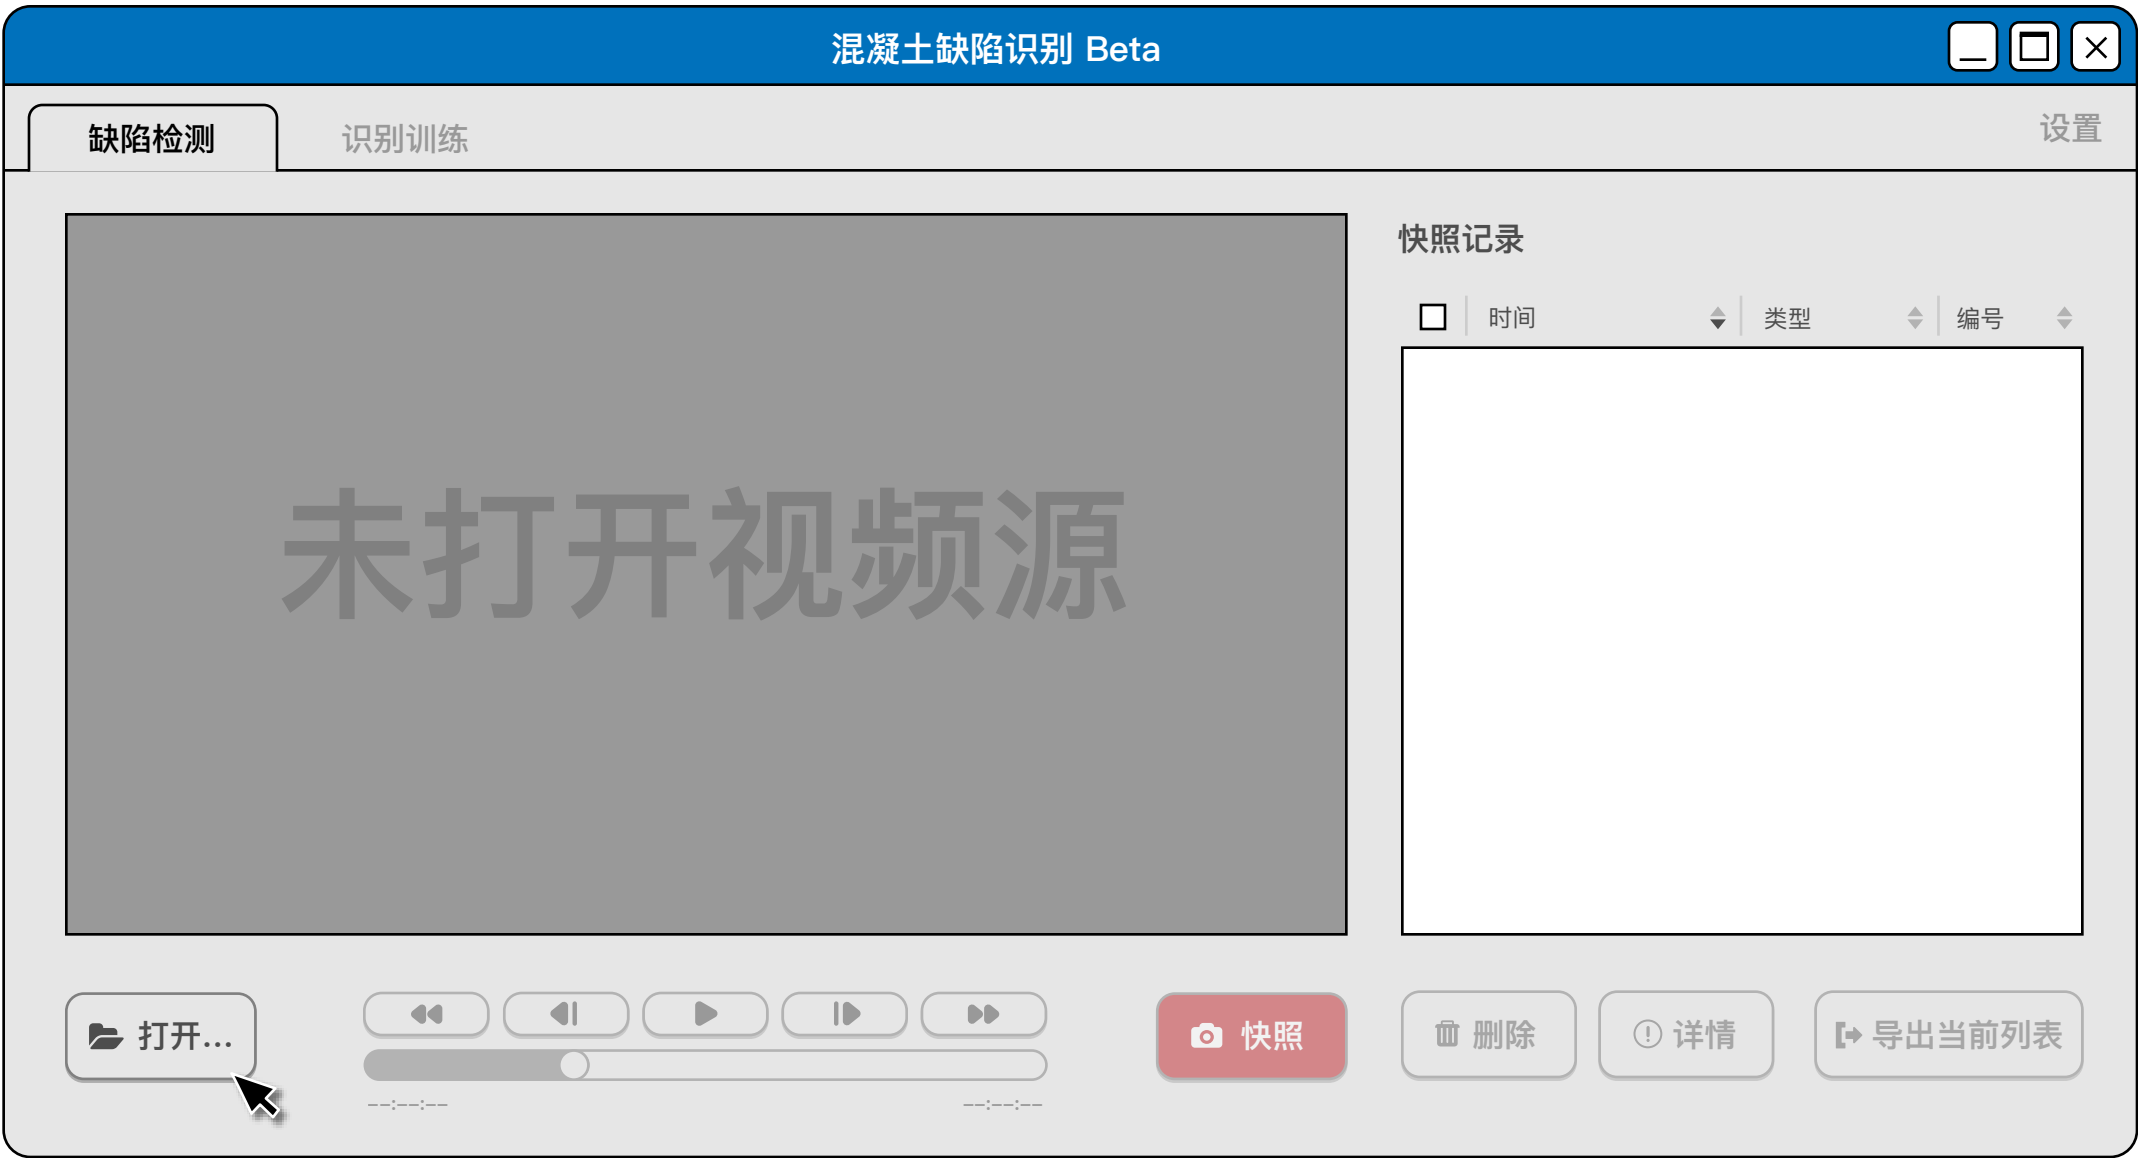 混凝土缺陷识别 Beta
缺陷检测
识别训练
设置
快照记录
时间
类型
编号
未打开视频源
打开...
--:--:--
--:--:--
快照
删除
详情
导出当前列表